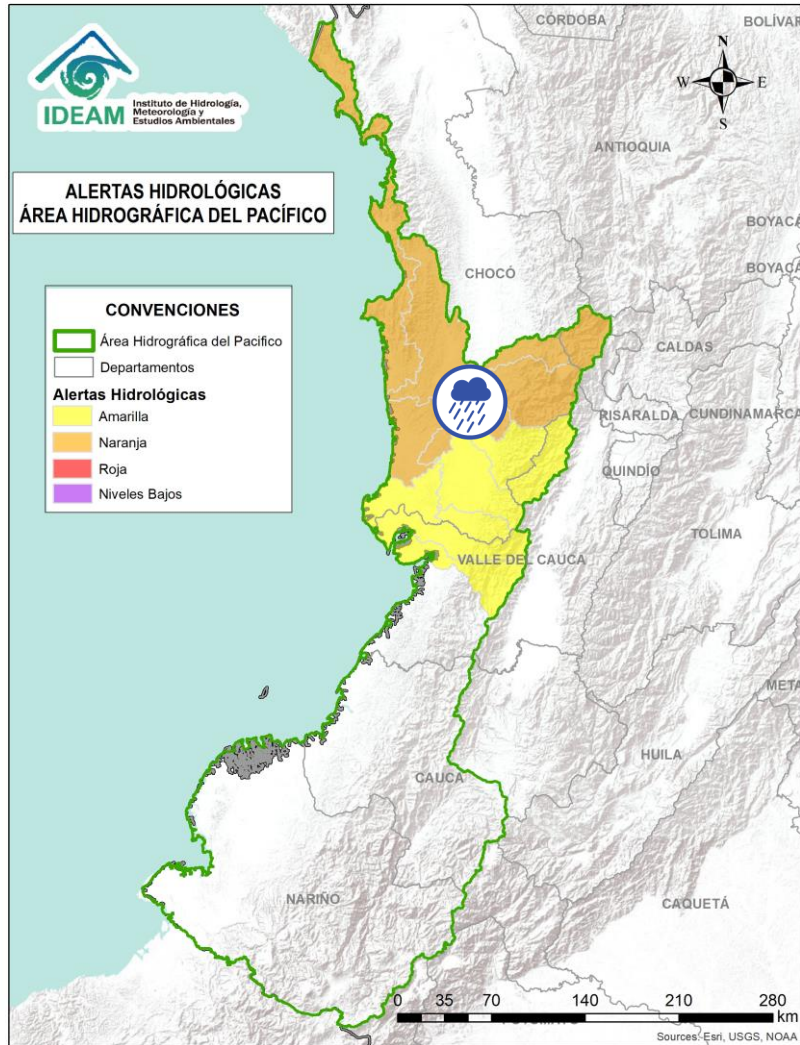 IDEAM
Instituto de Hidrología,
Meteorología y
Estudios Ambientales
ALERTAS HIDROLÓGICAS
ÁREA HIDROGRÁFICA DEL PACÍFICO
CONVENCIONES
Área Hidrográfica del Pacifico
Departamentos
Alertas Hidrológicas
Amarilla
Naranja
Roja
Niveles Bajos
CÓRDOBA
BOLÍVAR
N
W
E
S
ANTIOQUIA
BOYACÁ
BOYACÁ
CHOCÓ
CALDAS
RISARALDA
CUNDINAMARCA
QUINDÍO
TOLIMA
VALLE DEL CAUCA
META
HUILA
CAUCA
NARIÑO
CAQUETÁ
0 35 70 140 210 280
km
Sources: Esri, USGS, NOAA